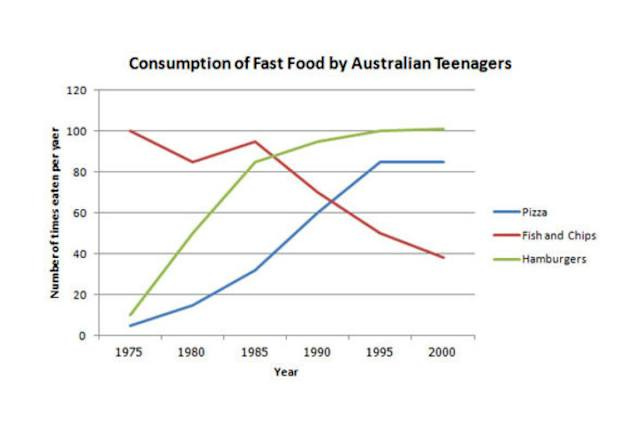 Consumption of Fast Food by Australian Teenagers
Number of times eaten per yaer
120
100
80
60
40
20
0
1975 1980 1985 1990 1995 2000
Year
Pizza
Fish and Chips
Hamburgers